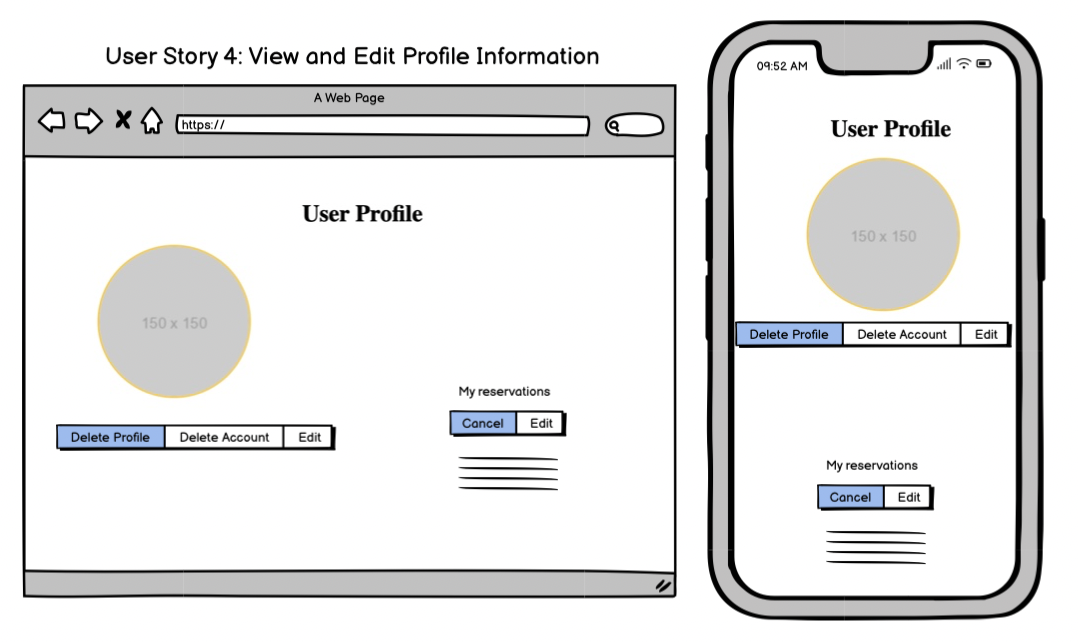 User Story 4: View and Edit Profile Information
A Web Page
https://
User Profile
150 x 150
My reservations
Cancel Edit
Delete Profile Delete Account Edit
09:52 AM
User Profile
150 x 150
Delete Profile Delete Account Edit
My reservations
Cancel Edit